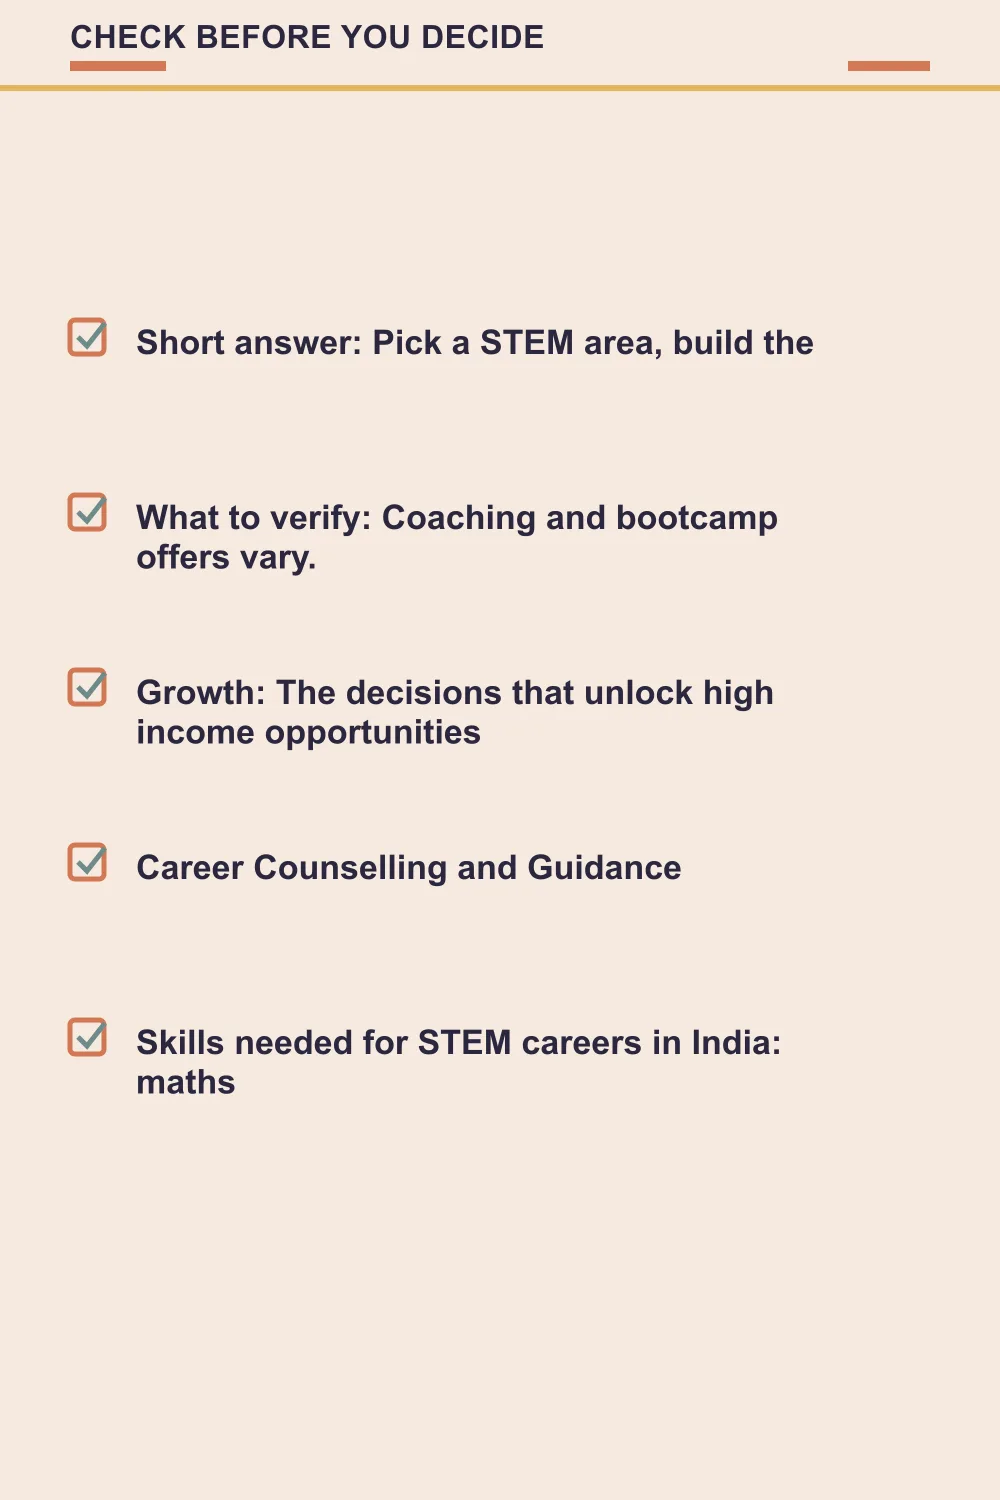 CHECK BEFORE YOU DECIDE
Short answer: Pick a STEM area, build the
What to verify: Coaching and bootcamp
offers vary.
Growth: The decisions that unlock high
income opportunities
Career Counselling and Guidance
Skills needed for STEM careers in India:
maths